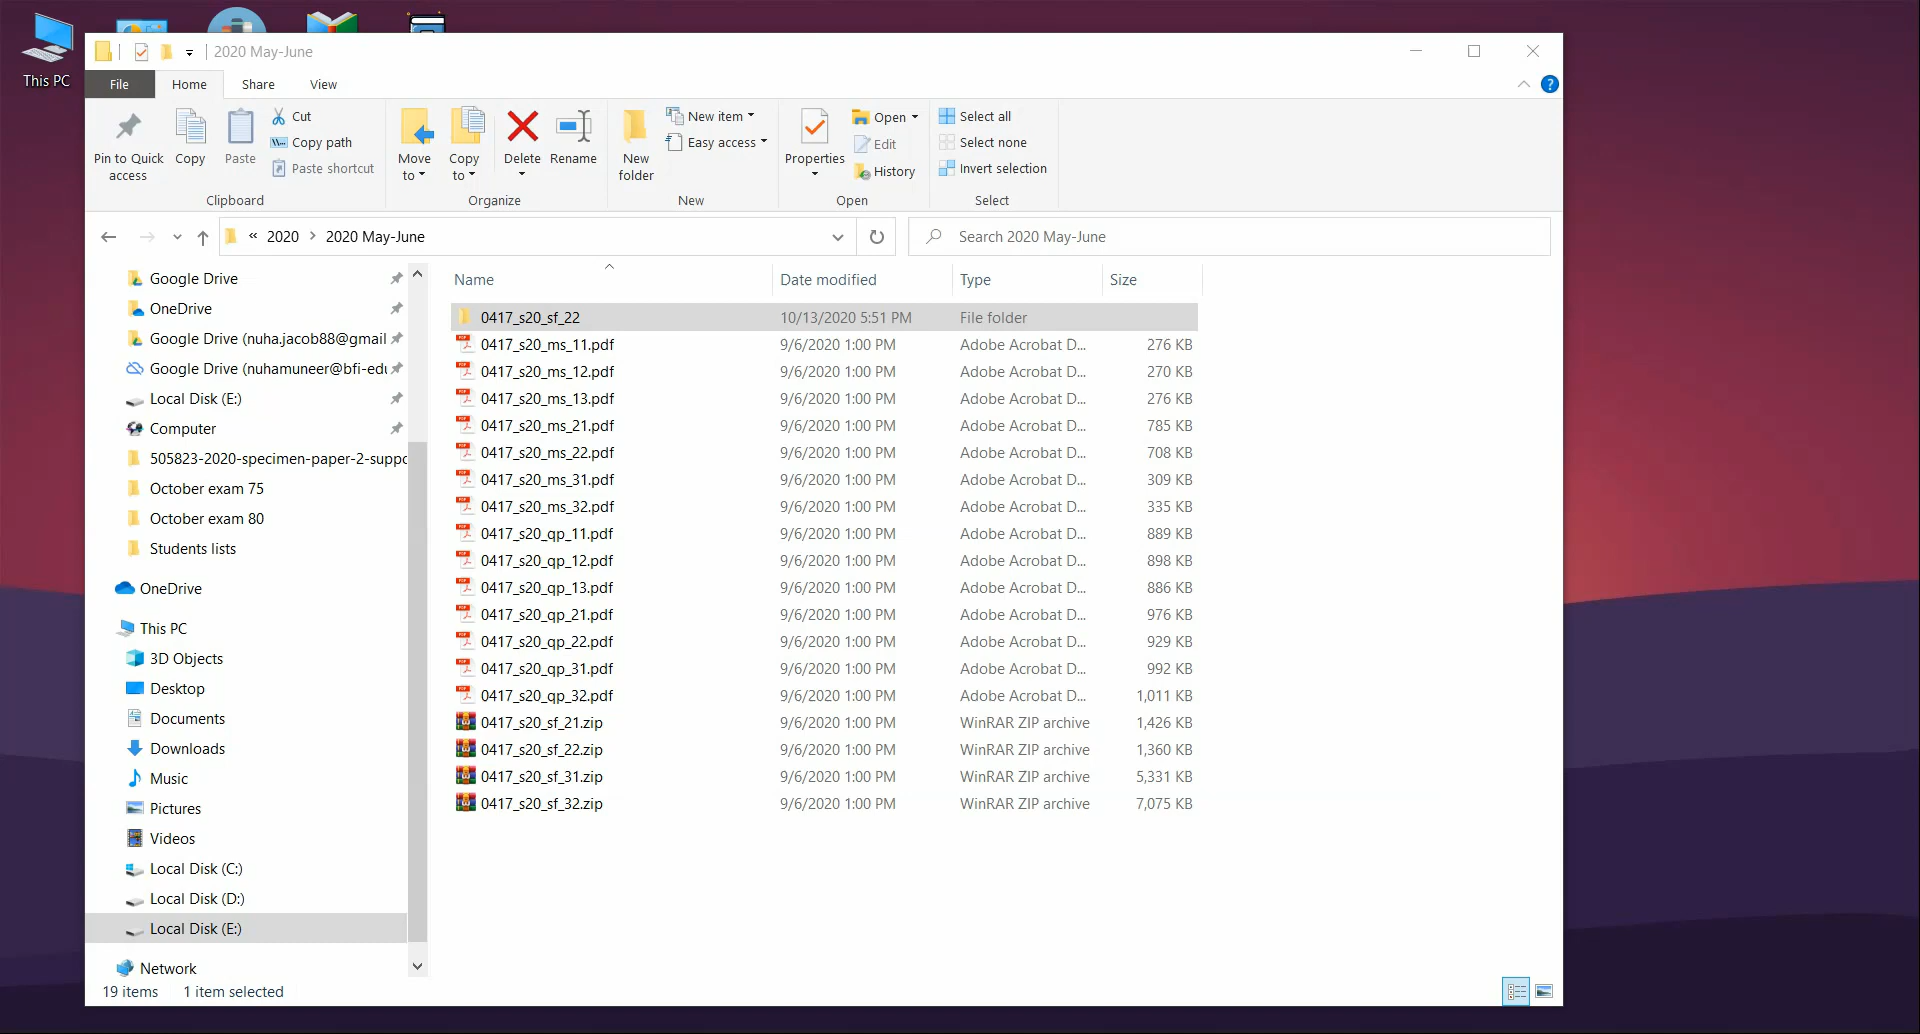 This PC
2020 May-June
File Home Share View
Pin to Quick access
Copy
Paste
Cut
Copy path
Paste shortcut
Clipboard
Move to
Copy to
Delete
Rename
Organize
New folder
New item
Easy access
New
Properties
Open
Edit
History
Open
Select all
Select none
Invert selection
Select
« 2020 > 2020 May-June
Search 2020 May-June
Google Drive
OneDrive
Google Drive (nuha.jacob88@gmail
Google Drive (nuhamuneer@bfi-edu
Local Disk (E:)
Computer
505823-2020-specimen-paper-2-suppo
October exam 75
October exam 80
Students lists
OneDrive
This PC
3D Objects
Desktop
Documents
Downloads
Music
Pictures
Videos
Local Disk (C:)
Local Disk (D:)
Local Disk (E:)
Network
Name Date modified Type Size
0417_s20_sf_22 10/13/2020 5:51 PM File folder
0417_s20_ms_11.pdf 9/6/2020 1:00 PM Adobe Acrobat D... 276 KB
0417_s20_ms_12.pdf 9/6/2020 1:00 PM Adobe Acrobat D... 270 KB
0417_s20_ms_13.pdf 9/6/2020 1:00 PM Adobe Acrobat D... 276 KB
0417_s20_ms_21.pdf 9/6/2020 1:00 PM Adobe Acrobat D... 785 KB
0417_s20_ms_22.pdf 9/6/2020 1:00 PM Adobe Acrobat D... 708 KB
0417_s20_ms_31.pdf 9/6/2020 1:00 PM Adobe Acrobat D... 309 KB
0417_s20_ms_32.pdf 9/6/2020 1:00 PM Adobe Acrobat D... 335 KB
0417_s20_qp_11.pdf 9/6/2020 1:00 PM Adobe Acrobat D... 889 KB
0417_s20_qp_12.pdf 9/6/2020 1:00 PM Adobe Acrobat D... 898 KB
0417_s20_qp_13.pdf 9/6/2020 1:00 PM Adobe Acrobat D... 886 KB
0417_s20_qp_21.pdf 9/6/2020 1:00 PM Adobe Acrobat D... 976 KB
0417_s20_qp_22.pdf 9/6/2020 1:00 PM Adobe Acrobat D... 929 KB
0417_s20_qp_31.pdf 9/6/2020 1:00 PM Adobe Acrobat D... 992 KB
0417_s20_qp_32.pdf 9/6/2020 1:00 PM Adobe Acrobat D... 1,011 KB
0417_s20_sf_21.zip 9/6/2020 1:00 PM WinRAR ZIP archive 1,426 KB
0417_s20_sf_22.zip 9/6/2020 1:00 PM WinRAR ZIP archive 1,360 KB
0417_s20_sf_31.zip 9/6/2020 1:00 PM WinRAR ZIP archive 5,331 KB
0417_s20_sf_32.zip 9/6/2020 1:00 PM WinRAR ZIP archive 7,075 KB
19 items 1 item selected